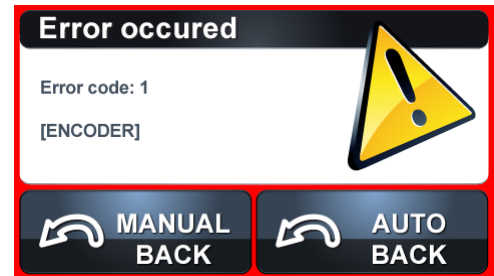 Error occured
Error code: 1
[ENCODER]
MANUAL
BACK
AUTO
BACK